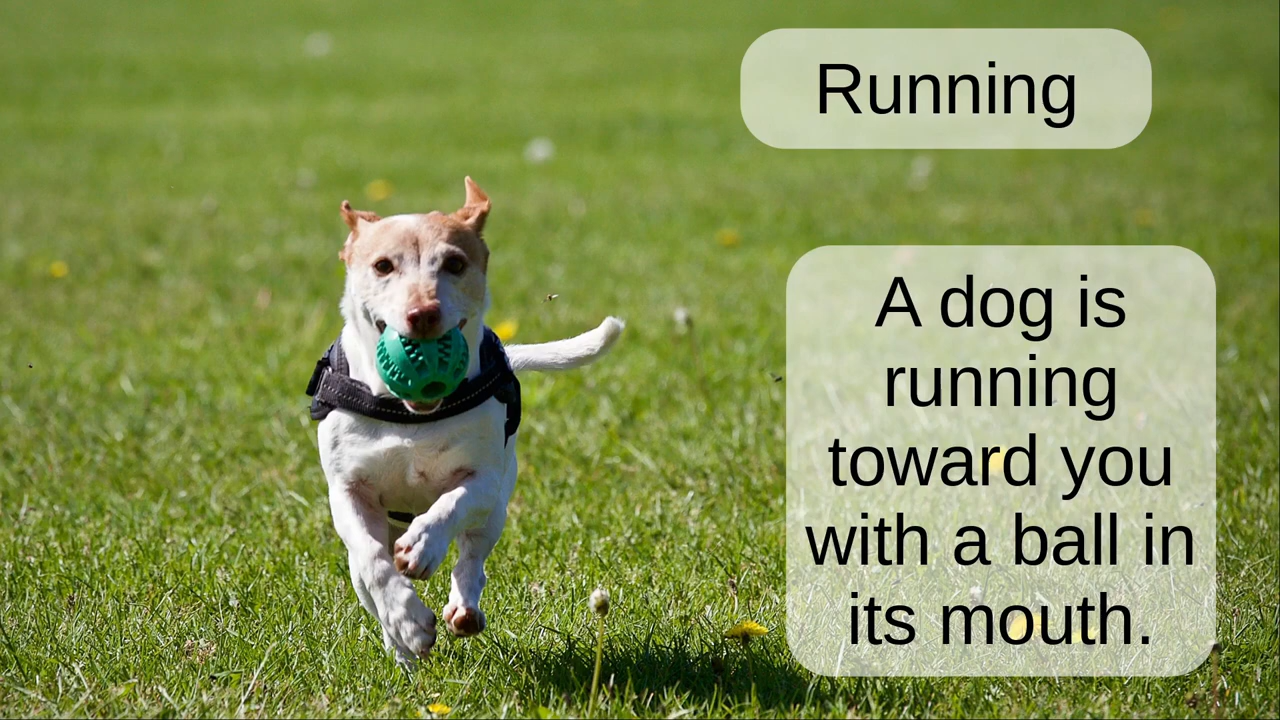 Running
A dog is
running
toward you
with a ball in
its mouth.